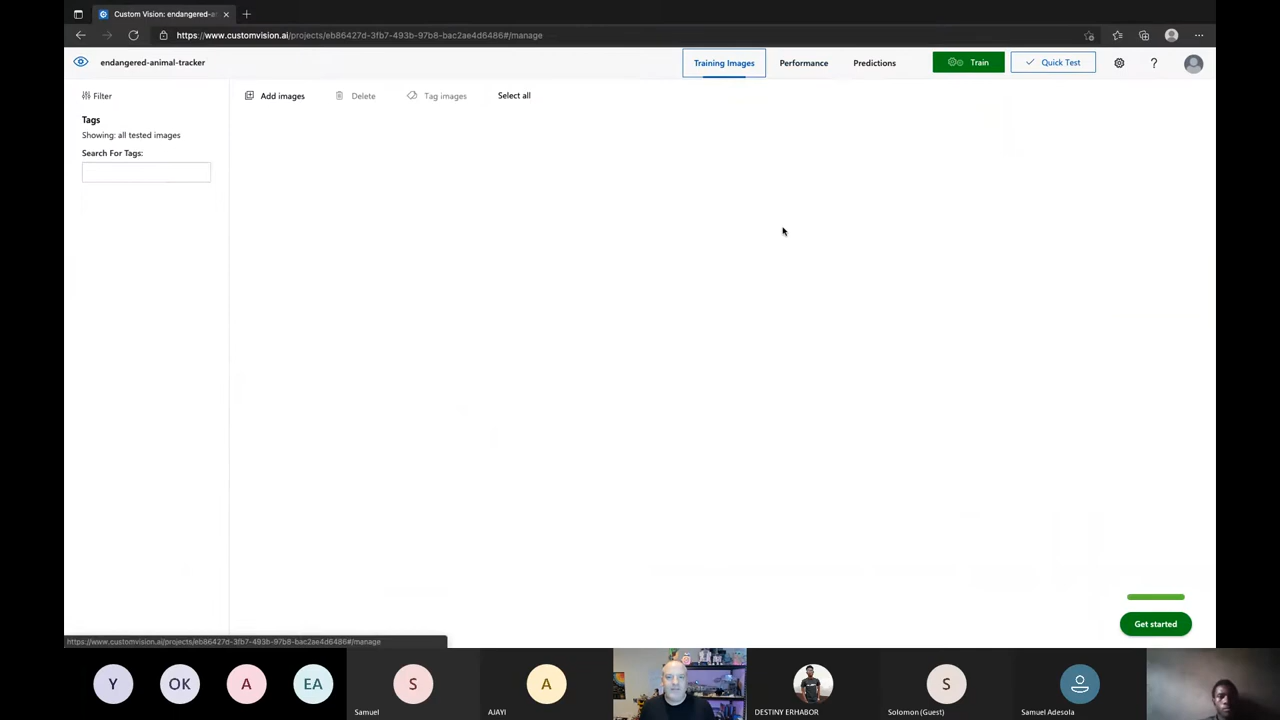 Custom Vision: endangered-a
https://www.customvision.ai/projects/eb86427d-3fb7-493b-97b8-bac2ae4d6486#/manage
endangered-animal-tracker
Training Images
Performance
Predictions
Train
Quick Test
?
Filter
Add images
Delete
Tag images
Select all
Tags
Showing: all tested images
Search For Tags:
Get started
https://www.customvision.ai/projects/eb86427d-3fb7-493b-97b8-bac2ae4d6486#/manage
Y
OK
A
EA
S
A
S
Samuel
AJAYI
DESTINY ERHABOR
Solomon (Guest)
Samuel Adesola